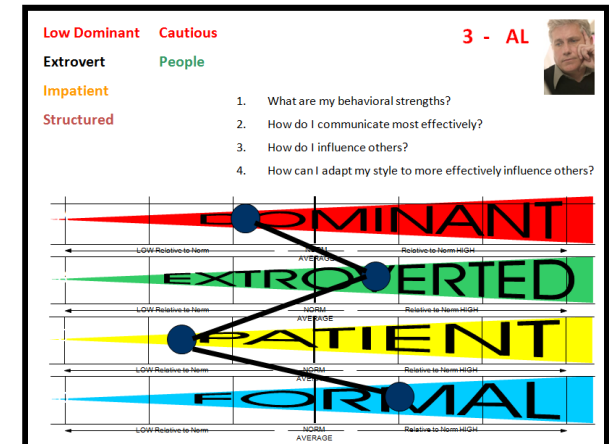 Low Dominant Cautious
3 - AL
Extrovert People
Impatient
Structured
1. What are my behavioral strengths?
2. How do I communicate most effectively?
3. How do I influence others?
4. How can I adapt my style to more effectively influence others?
DOMINANT
LOW Relative to Norm NORM AVERAGE Relative to Norm HIGH
EXTROVERTED
LOW Relative to Norm NORM AVERAGE Relative to Norm HIGH
PATIENT
LOW Relative to Norm NORM AVERAGE Relative to Norm HIGH
FORMAL
LOW Relative to Norm NORM AVERAGE Relative to Norm HIGH